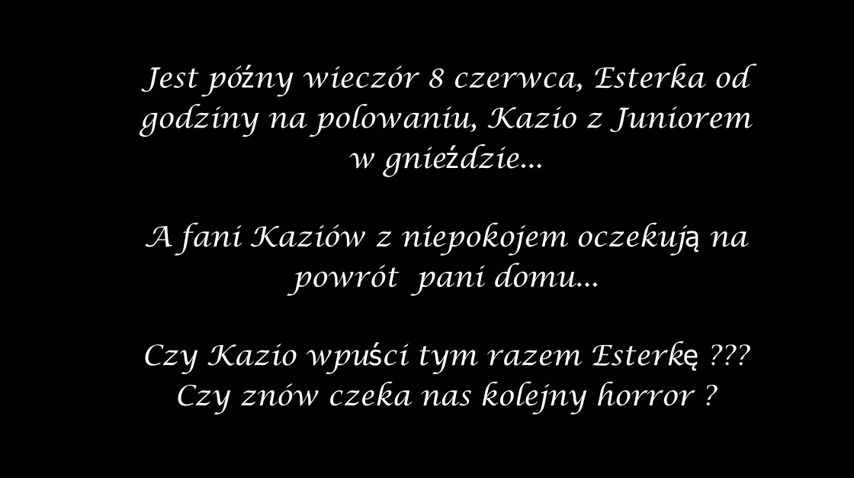 Jest późny wieczór 8 czerwca, Esterka od
godziny na polowaniu, Kazio z Juniorem
w gnieździe...
A fani Kaziów z niepokojem oczekują na
powrót pani domu...
Czy Kazio wpuści tym razem Esterkę ???
Czy znów czeka nas kolejny horror ?